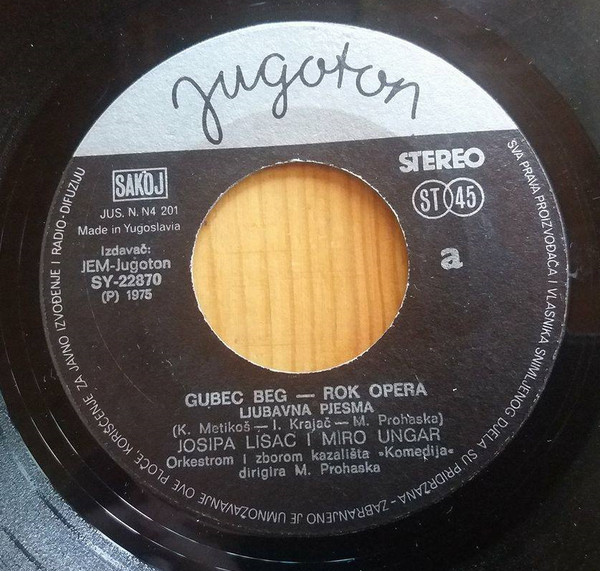 Jugoton
STEREO
ST 45
SAKOJ
JUS. N. N4 201
Made in Yugoslavia
Izdavač:
JEM-Jugoton
SY-22870
(P) 1975
a
GUBEC BEG — ROK OPERA
LJUBAVNA PJESMA
(K. Metikoš — I. Krajač — M. Prohaska)
JOSIPA LISAC I MIRO UNGAR
Orkestrom i zborom kazališta »Komedija«
dirigira M. Prohaska
SVA PRAVA PROIZVOĐAČA I VLASNIKA SNIMLJENOG DJELA SU PRIDRŽANA - ZABRANJENO JE UMNOŽAVANJE OVE PLOČE, KORIŠĆENJE ZA JAVNO IZVOĐENJE I RADIO-DIFUZIJU